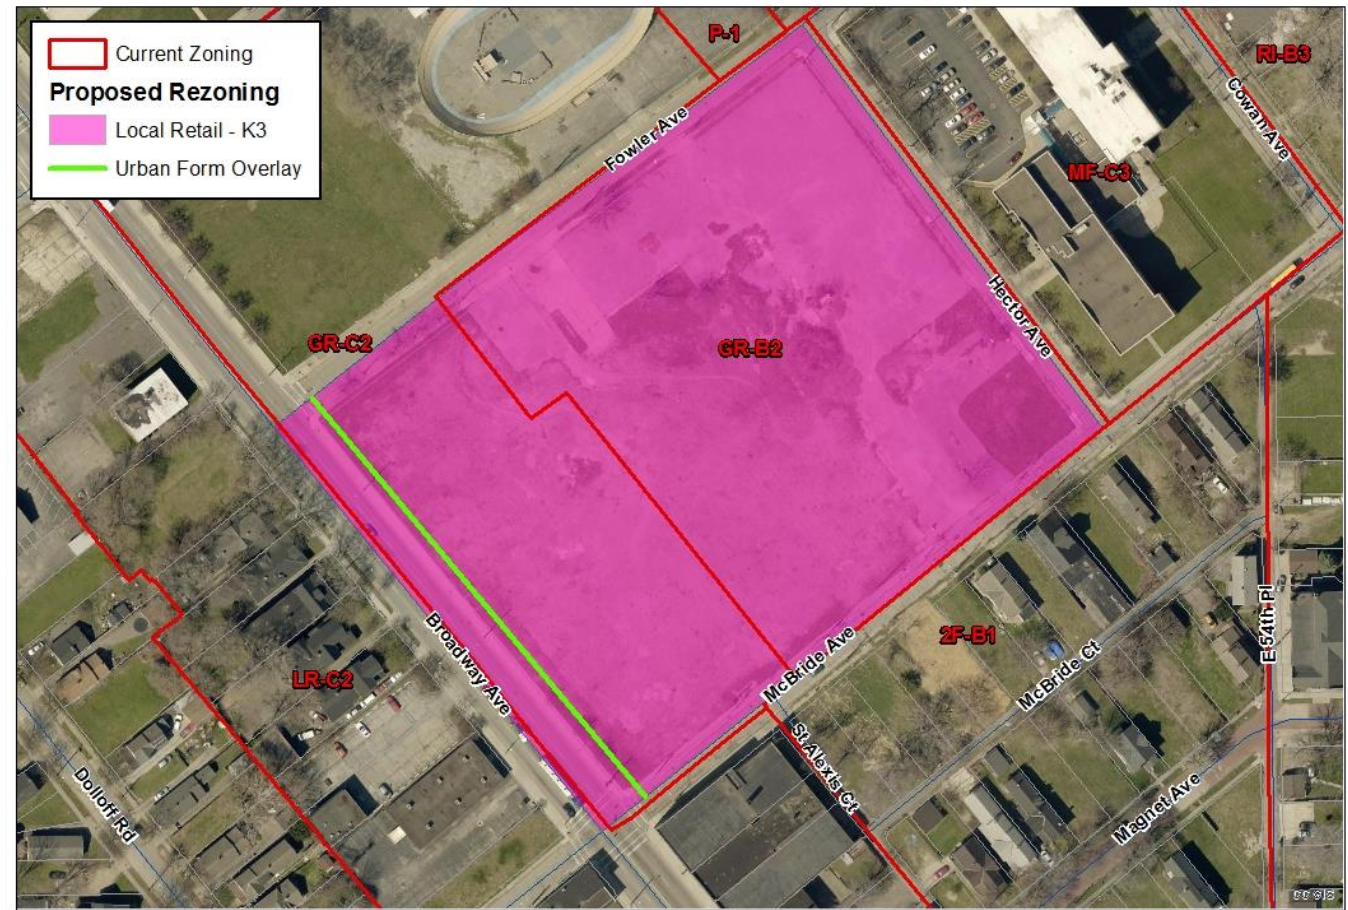 Current Zoning
Proposed Rezoning
Local Retail - K3
Urban Form Overlay
P-1
RI-B3
Cowan Ave
Fowler Ave
MF-C3
Hector Ave
GR-C2
GR-B2
Broadway Ave
LR-C2
McBride Ave
2F-B1
E 54th Pl
McBride Ct
St Alexis Ct
Dolloff Rd
Magnet Ave